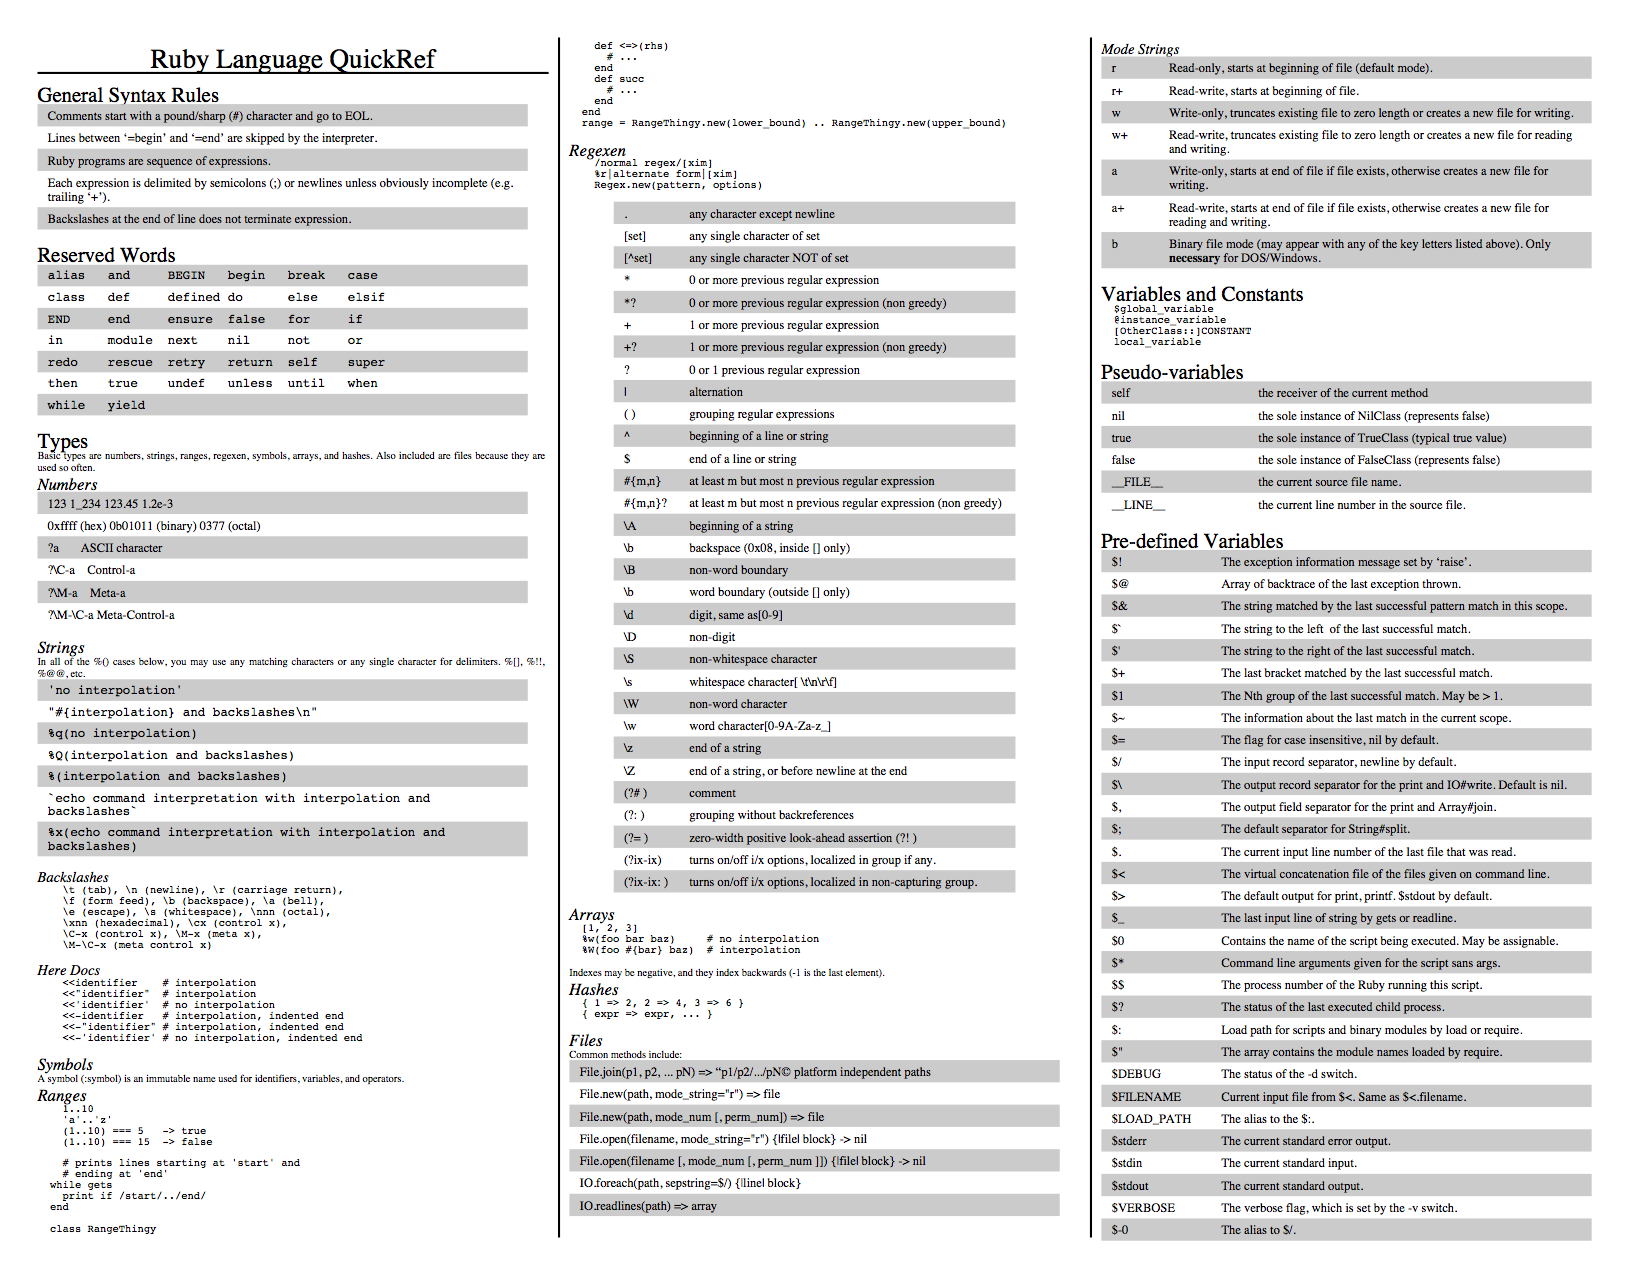 Ruby Language QuickRef
General Syntax Rules
Comments start with a pound/sharp (#) character and go to EOL.
Lines between ‘=begin’ and ‘=end’ are skipped by the interpreter.
Ruby programs are sequence of expressions.
Each expression is delimited by semicolons (;) or newlines unless obviously incomplete (e.g.
trailing ‘+’).
Backslashes at the end of line does not terminate expression.
Reserved Words
alias and BEGIN begin break case
class def defined do else elsif
END end ensure false for if
in module next nil not or
redo rescue retry return self super
then true undef unless until when
while yield
Types
Basic types are numbers, strings, ranges, regexen, symbols, arrays, and hashes. Also included are files because they are
used so often.
Numbers
123 1_234 123.45 1.2e-3
0xffff (hex) 0b01011 (binary) 0377 (octal)
?a ASCII character
?\C-a Control-a
?\M-a Meta-a
?\M-\C-a Meta-Control-a
Strings
In all of the %() cases below, you may use any matching characters or any single character for delimiters. %[], %!!,
%@@, etc.
'no interpolation'
"#{interpolation} and backslashes\n"
%q(no interpolation)
%Q(interpolation and backslashes)
%(interpolation and backslashes)
`echo command interpretation with interpolation and
backslashes`
%x(echo command interpretation with interpolation and
backslashes)
Backslashes
\t (tab), \n (newline), \r (carriage return),
\f (form feed), \b (backspace), \a (bell),
\e (escape), \s (whitespace), \nnn (octal),
\xnn (hexadecimal), \cx (control x),
\C-x (control x), \M-x (meta x),
\M-\C-x (meta control x)
Here Docs
<<identifier # interpolation
<<"identifier" # interpolation
<<'identifier' # no interpolation
<<-identifier # interpolation, indented end
<<-"identifier" # interpolation, indented end
<<-'identifier' # no interpolation, indented end
Symbols
A symbol (:symbol) is an immutable name used for identifiers, variables, and operators.
Ranges
1..10
'a'..'z'
(1..10) === 5 -> true
(1..10) === 15 -> false
# prints lines starting at 'start' and
# ending at 'end'
while gets
print if /start/../end/
end
class RangeThingy
def <=>(rhs)
# ...
end
def succ
# ...
end
end
range = RangeThingy.new(lower_bound) .. RangeThingy.new(upper_bound)
Regexen
/normal regex/[xim]
%r|alternate form|[xim]
Regex.new(pattern, options)
. any character except newline
[set] any single character of set
[^set] any single character NOT of set
* 0 or more previous regular expression
*? 0 or more previous regular expression (non greedy)
+ 1 or more previous regular expression
+? 1 or more previous regular expression (non greedy)
? 0 or 1 previous regular expression
| alternation
( ) grouping regular expressions
^ beginning of a line or string
$ end of a line or string
#{m,n} at least m but most n previous regular expression
#{m,n}? at least m but most n previous regular expression (non greedy)
\A beginning of a string
\b backspace (0x08, inside [] only)
\B non-word boundary
\b word boundary (outside [] only)
\d digit, same as[0-9]
\D non-digit
\S non-whitespace character
\s whitespace character[ \t\n\r\f]
\W non-word character
\w word character[0-9A-Za-z_]
\z end of a string
\Z end of a string, or before newline at the end
(?# ) comment
(?: ) grouping without backreferences
(?= ) zero-width positive look-ahead assertion (?! )
(?ix-ix) turns on/off i/x options, localized in group if any.
(?ix-ix: ) turns on/off i/x options, localized in non-capturing group.
Arrays
[1, 2, 3]
%w(foo bar baz) # no interpolation
%W(foo #{bar} baz) # interpolation
Indexes may be negative, and they index backwards (-1 is the last element).
Hashes
{ 1 => 2, 2 => 4, 3 => 6 }
{ expr => expr, ... }
Files
Common methods include:
File.join(p1, p2, ... pN) => “p1/p2/.../pN© platform independent paths
File.new(path, mode_string="r") => file
File.new(path, mode_num [, perm_num]) => file
File.open(filename, mode_string="r") {|file| block} -> nil
File.open(filename [, mode_num [, perm_num ]]) {|file| block} -> nil
IO.foreach(path, sepstring=$/) {|line| block}
IO.readlines(path) => array
Mode Strings
r Read-only, starts at beginning of file (default mode).
r+ Read-write, starts at beginning of file.
w Write-only, truncates existing file to zero length or creates a new file for writing.
w+ Read-write, truncates existing file to zero length or creates a new file for reading
and writing.
a Write-only, starts at end of file if file exists, otherwise creates a new file for
writing.
a+ Read-write, starts at end of file if file exists, otherwise creates a new file for
reading and writing.
b Binary file mode (may appear with any of the key letters listed above). Only
necessary for DOS/Windows.
Variables and Constants
$global_variable
@instance_variable
[OtherClass::]CONSTANT
local_variable
Pseudo-variables
self the receiver of the current method
nil the sole instance of NilClass (represents false)
true the sole instance of TrueClass (typical true value)
false the sole instance of FalseClass (represents false)
__FILE__ the current source file name.
__LINE__ the current line number in the source file.
Pre-defined Variables
$! The exception information message set by ‘raise’.
$@ Array of backtrace of the last exception thrown.
$& The string matched by the last successful pattern match in this scope.
$` The string to the left of the last successful match.
$' The string to the right of the last successful match.
$+ The last bracket matched by the last successful match.
$1 The Nth group of the last successful match. May be > 1.
$~ The information about the last match in the current scope.
$= The flag for case insensitive, nil by default.
$/ The input record separator, newline by default.
$\ The output record separator for the print and IO#write. Default is nil.
$, The output field separator for the print and Array#join.
$; The default separator for String#split.
$. The current input line number of the last file that was read.
$< The virtual concatenation file of the files given on command line.
$> The default output for print, printf. $stdout by default.
$_ The last input line of string by gets or readline.
$0 Contains the name of the script being executed. May be assignable.
$* Command line arguments given for the script sans args.
$$ The process number of the Ruby running this script.
$? The status of the last executed child process.
$: Load path for scripts and binary modules by load or require.
$" The array contains the module names loaded by require.
$DEBUG The status of the -d switch.
$FILENAME Current input file from $<. Same as $<.filename.
$LOAD_PATH The alias to the $:.
$stderr The current standard error output.
$stdin The current standard input.
$stdout The current standard output.
$VERBOSE The verbose flag, which is set by the -v switch.
$-0 The alias to $/.